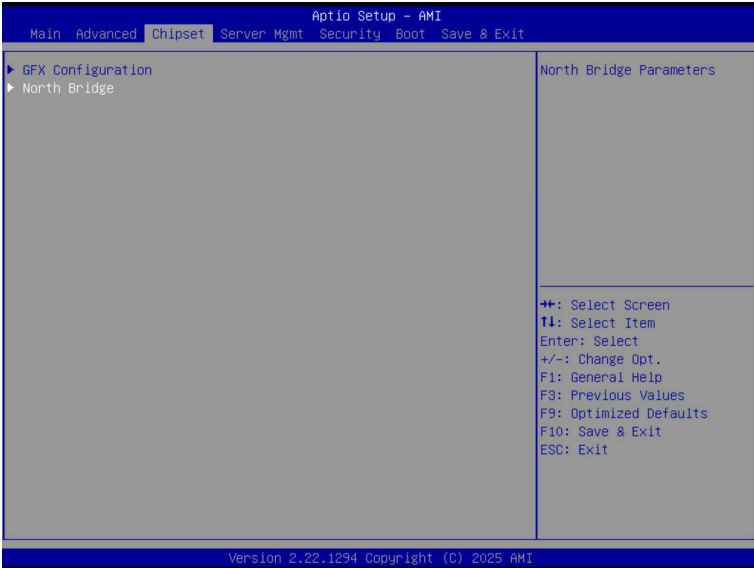 Aptio Setup – AMI
Main Advanced Chipset Server Mgmt Security Boot Save & Exit
▶ GFX Configuration
▶ North Bridge
North Bridge Parameters
→←: Select Screen
↑↓: Select Item
Enter: Select
+/-: Change Opt.
F1: General Help
F3: Previous Values
F9: Optimized Defaults
F10: Save & Exit
ESC: Exit
Version 2.22.1294 Copyright (C) 2025 AMI